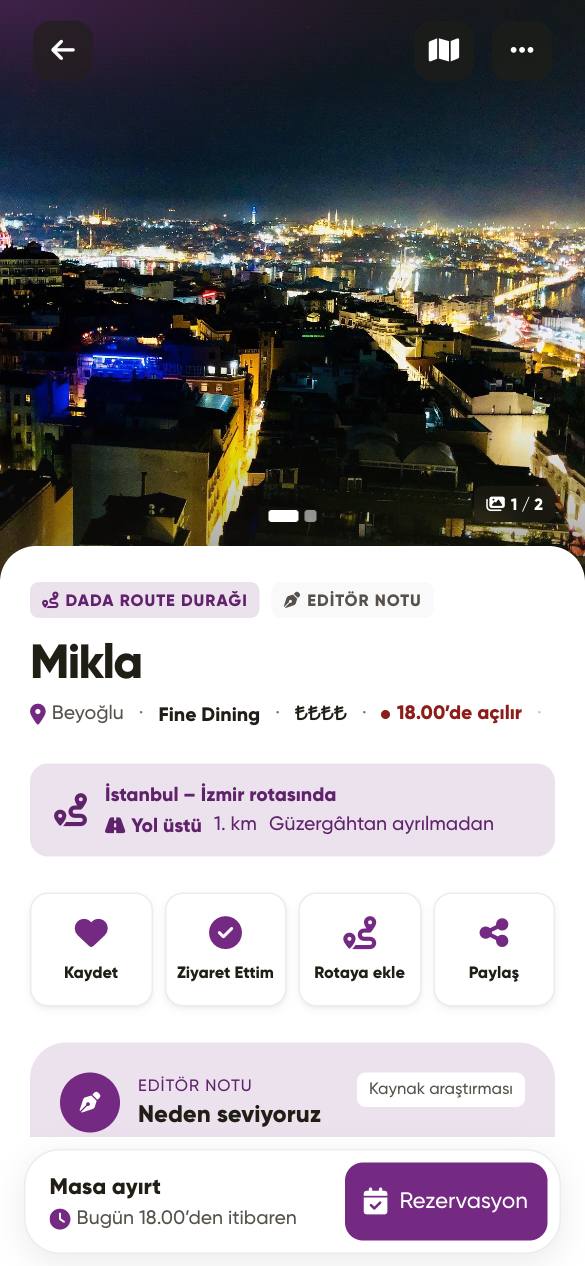 1 / 2
DADA ROUTE DURAĞI
EDİTÖR NOTU
Mikla
Beyoğlu · Fine Dining · ₺₺₺₺ · 18.00’de açılır ·
İstanbul – İzmir rotasında
Yol üstü 1. km Güzergâhtan ayrılmadan
Kaydet
Ziyaret Ettim
Rotaya ekle
Paylaş
EDİTÖR NOTU
Neden seviyoruz
Kaynak araştırması
Masa ayırt
Bugün 18.00’den itibaren
Rezervasyon